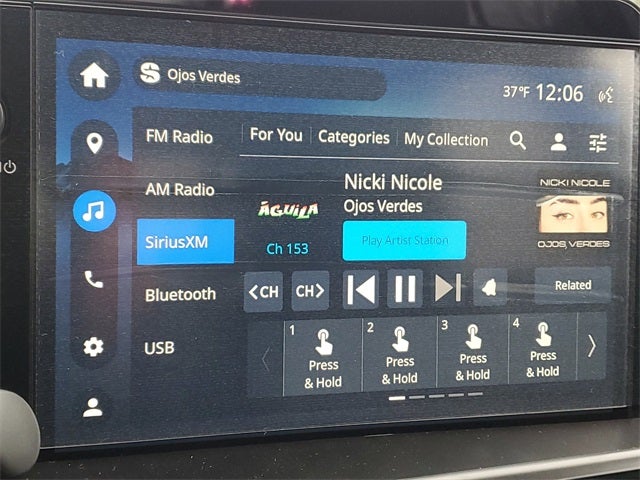 Ojos Verdes
37°F 12:06
FM Radio
For You
Categories
My Collection
AM Radio
SiriusXM
Bluetooth
USB
ÁGUILA
Ch 153
Nicki Nicole
Ojos Verdes
Play Artist Station
NICKI NICOLE
OJOS VERDES
<CH
CH>
Related
1
Press
& Hold
2
Press
& Hold
3
Press
& Hold
4
Press
& Hold